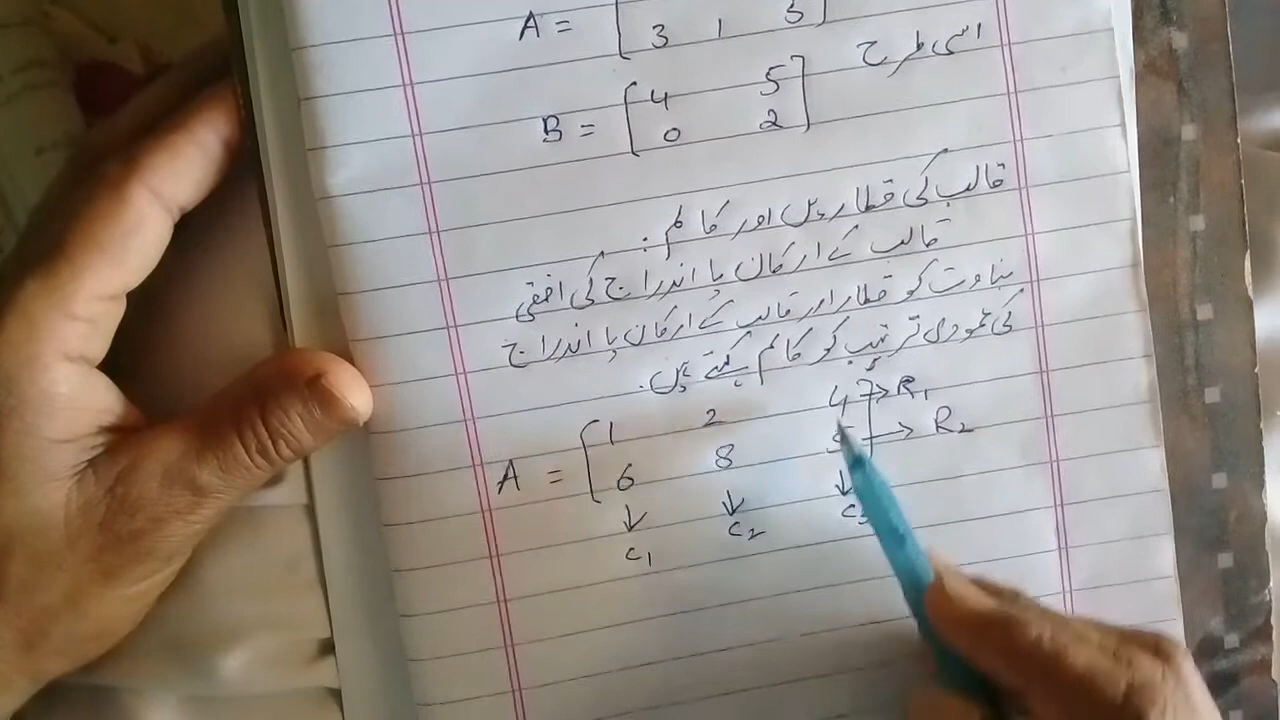 A = [
3 1 5 ]
اسی طرح
B = [ 4 5
0 2 ]
قالب کی قطاریں اور کالم :
قالب کے ارکان یا اندراج کی افقی
بناوٹ کو قطار اور قالب کے ارکان یا اندراج
کی عمودی ترتیب کو کالم کہتے ہیں.
A = [ 1 2 4 ] → R₁
6 8 → R₂
↓ ↓ ↓
C₁ C₂ C₃